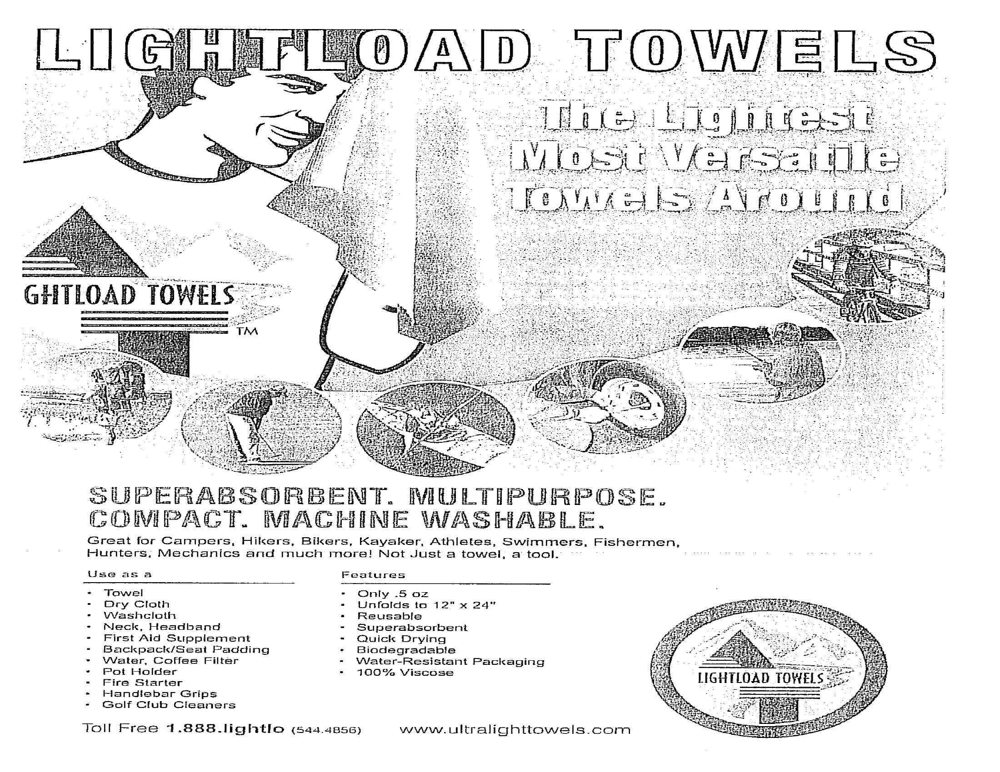 LIGHTLOAD TOWELS
The Lightest
Most Versatile
Towels Around
GHTLOAD TOWELS
TM
SUPERABSORBENT. MULTIPURPOSE.
COMPACT. MACHINE WASHABLE.
Great for Campers, Hikers, Bikers, Kayaker, Athletes, Swimmers, Fishermen,
Hunters, Mechanics and much more! Not Just a towel, a tool.
Use as a
• Towel
• Dry Cloth
• Washcloth
• Neck, Headband
• First Aid Supplement
• Backpack/Seat Padding
• Water, Coffee Filter
• Pot Holder
• Fire Starter
• Handlebar Grips
• Golf Club Cleaners
Features
• Only .5 oz
• Unfolds to 12" x 24"
• Reusable
• Superabsorbent
• Quick Drying
• Biodegradable
• Water-Resistant Packaging
• 100% Viscose
LIGHTLOAD TOWELS
Toll Free 1.888.lightlo (544.4856) www.ultralighttowels.com